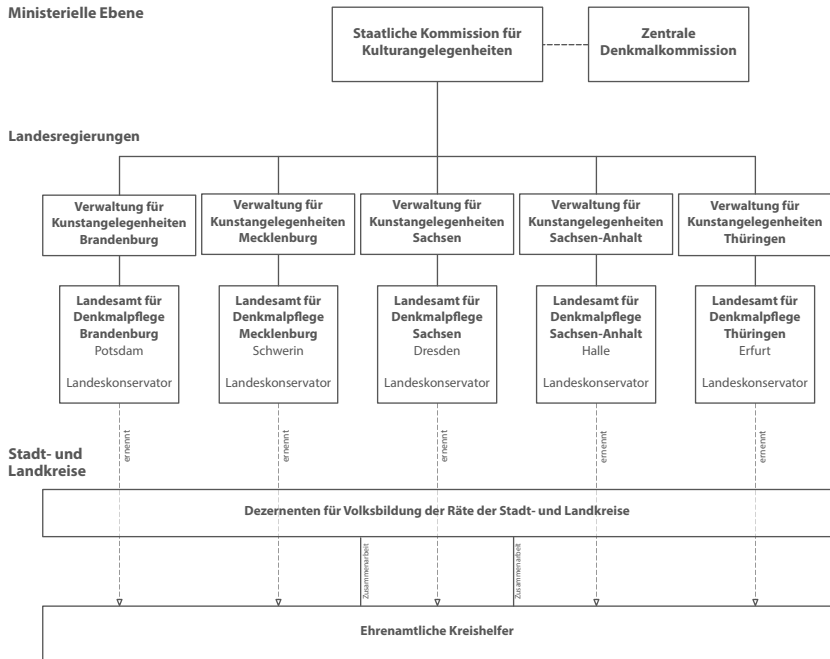 Ministerielle Ebene
Staatliche Kommission für
Kulturangelegenheiten
Zentrale
Denkmalkommission
Landesregierungen
Verwaltung für
Kunstangelegenheiten
Brandenburg
Verwaltung für
Kunstangelegenheiten
Mecklenburg
Verwaltung für
Kunstangelegenheiten
Sachsen
Verwaltung für
Kunstangelegenheiten
Sachsen-Anhalt
Verwaltung für
Kunstangelegenheiten
Thüringen
Landesamt für
Denkmalpflege
Brandenburg
Potsdam
Landeskonservator
Landesamt für
Denkmalpflege
Mecklenburg
Schwerin
Landeskonservator
Landesamt für
Denkmalpflege
Sachsen
Dresden
Landeskonservator
Landesamt für
Denkmalpflege
Sachsen-Anhalt
Halle
Landeskonservator
Landesamt für
Denkmalpflege
Thüringen
Erfurt
Landeskonservator
ernennt
ernennt
ernennt
ernennt
ernennt
Stadt- und
Landkreise
Dezernenten für Volksbildung der Räte der Stadt- und Landkreise
Zusammenarbeit
Zusammenarbeit
Ehrenamtliche Kreishelfer